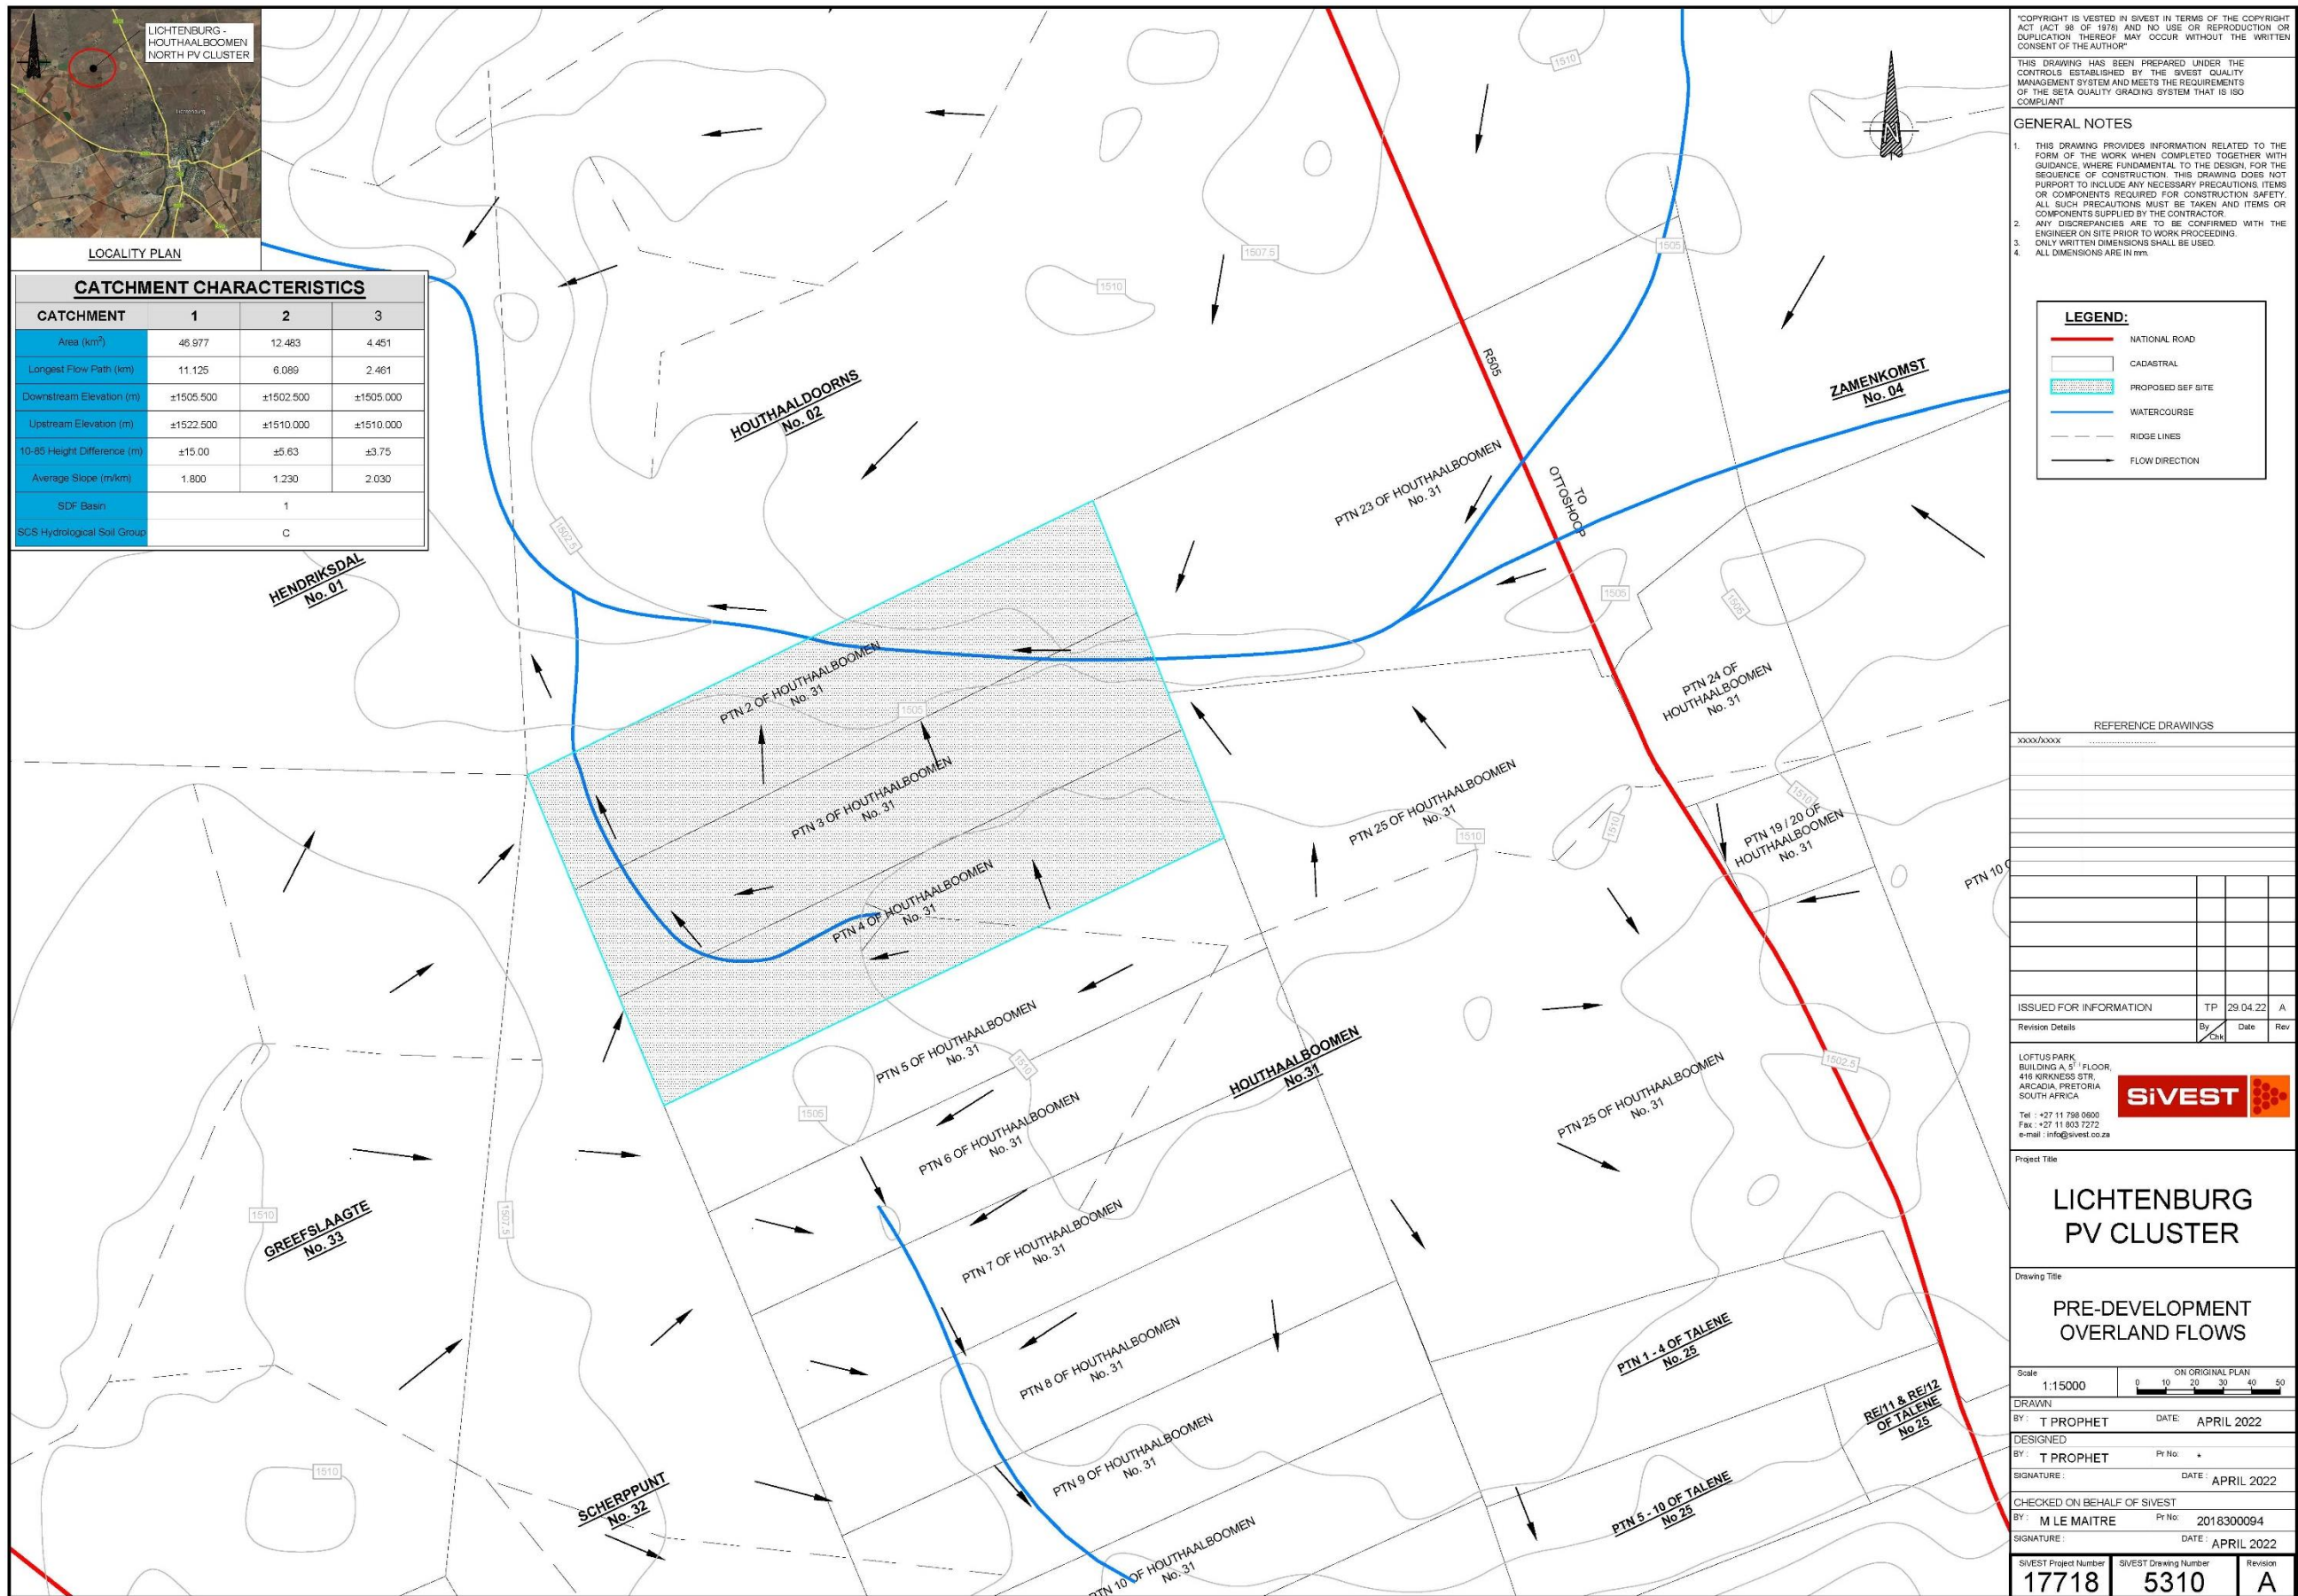 LICHTENBURG -
HOUTHAALBOOMEN
NORTH PV CLUSTER
Lichtenburg
LOCALITY PLAN
CATCHMENT CHARACTERISTICS
CATCHMENT 1 2 3
Area (km²) 46.977 12.483 4.451
Longest Flow Path (km) 11.125 6.089 2.461
Downstream Elevation (m) ±1505.500 ±1502.500 ±1505.000
Upstream Elevation (m) ±1522.500 ±1510.000 ±1510.000
10-85 Height Difference (m) ±15.00 ±5.63 ±3.75
Average Slope (m/km) 1.800 1.230 2.030
SDF Basin 1
SCS Hydrological Soil Group C
1510
1507.5
1505
1510
HOUTHAALDOORNS
No. 02
R505
ZAMENKOMST
No. 04
PTN 23 OF HOUTHAALBOOMEN
No. 31
TO
OTTOSHOOP
1502.5
HENDRIKSDAL
No. 01
1505
1505
PTN 2 OF HOUTHAALBOOMEN
No. 31
1505
PTN 24 OF
HOUTHAALBOOMEN
No. 31
PTN 3 OF HOUTHAALBOOMEN
No. 31
PTN 25 OF HOUTHAALBOOMEN
No. 31
1510
1510
1510
PTN 19 / 20 OF
HOUTHAALBOOMEN
No. 31
PTN 10 O
PTN 4 OF HOUTHAALBOOMEN
No. 31
PTN 5 OF HOUTHAALBOOMEN
No. 31
1510
HOUTHAALBOOMEN
No.31
1502.5
1505
PTN 6 OF HOUTHAALBOOMEN
No. 31
PTN 25 OF HOUTHAALBOOMEN
No. 31
1510
GREEFSLAAGTE
No. 33
1507.5
PTN 7 OF HOUTHAALBOOMEN
No. 31
PTN 8 OF HOUTHAALBOOMEN
No. 31
PTN 1 - 4 OF TALENE
No. 25
RE/11 & RE/12
OF TALENE
No 25
1510
SCHERPPUNT
No. 32
PTN 9 OF HOUTHAALBOOMEN
No. 31
PTN 5 - 10 OF TALENE
No 25
PTN 10 OF HOUTHAALBOOMEN
No. 31
"COPYRIGHT IS VESTED IN SIVEST IN TERMS OF THE COPYRIGHT
ACT (ACT 98 OF 1978) AND NO USE OR REPRODUCTION OR
DUPLICATION THEREOF MAY OCCUR WITHOUT THE WRITTEN
CONSENT OF THE AUTHOR"
THIS DRAWING HAS BEEN PREPARED UNDER THE
CONTROLS ESTABLISHED BY THE SIVEST QUALITY
MANAGEMENT SYSTEM AND MEETS THE REQUIREMENTS
OF THE SETA QUALITY GRADING SYSTEM THAT IS ISO
COMPLIANT
N
GENERAL NOTES
1. THIS DRAWING PROVIDES INFORMATION RELATED TO THE
FORM OF THE WORK WHEN COMPLETED TOGETHER WITH
GUIDANCE, WHERE FUNDAMENTAL TO THE DESIGN, FOR THE
SEQUENCE OF CONSTRUCTION. THIS DRAWING DOES NOT
PURPORT TO INCLUDE ANY NECESSARY PRECAUTIONS, ITEMS
OR COMPONENTS REQUIRED FOR CONSTRUCTION SAFETY.
ALL SUCH PRECAUTIONS MUST BE TAKEN AND ITEMS OR
COMPONENTS SUPPLIED BY THE CONTRACTOR.
2. ANY DISCREPANCIES ARE TO BE CONFIRMED WITH THE
ENGINEER ON SITE PRIOR TO WORK PROCEEDING.
3. ONLY WRITTEN DIMENSIONS SHALL BE USED.
4. ALL DIMENSIONS ARE IN mm.
LEGEND:
NATIONAL ROAD
CADASTRAL
PROPOSED SEF SITE
WATERCOURSE
RIDGE LINES
FLOW DIRECTION
REFERENCE DRAWINGS
xxxx/xxxx ........................
ISSUED FOR INFORMATION TP 29.04.22 A
Revision Details By Chk Date Rev
LOFTUS PARK,
BUILDING A, 5 FLOOR,
416 KIRKNESS STR,
ARCADIA, PRETORIA
SOUTH AFRICA
Tel : +27 11 798 0600
Fax : +27 11 803 7272
e-mail : info@sivest.co.za
SiVEST
Project Title
LICHTENBURG
PV CLUSTER
Drawing Title
PRE-DEVELOPMENT
OVERLAND FLOWS
Scale
1:15000
ON ORIGINAL PLAN
0 10 20 30 40 50
DRAWN
BY : T PROPHET DATE: APRIL 2022
DESIGNED
BY : T PROPHET Pr No: *
SIGNATURE : DATE : APRIL 2022
CHECKED ON BEHALF OF SiVEST
BY : M LE MAITRE Pr No: 2018300094
SIGNATURE : DATE : APRIL 2022
SiVEST Project Number SiVEST Drawing Number Revision
17718 5310 A